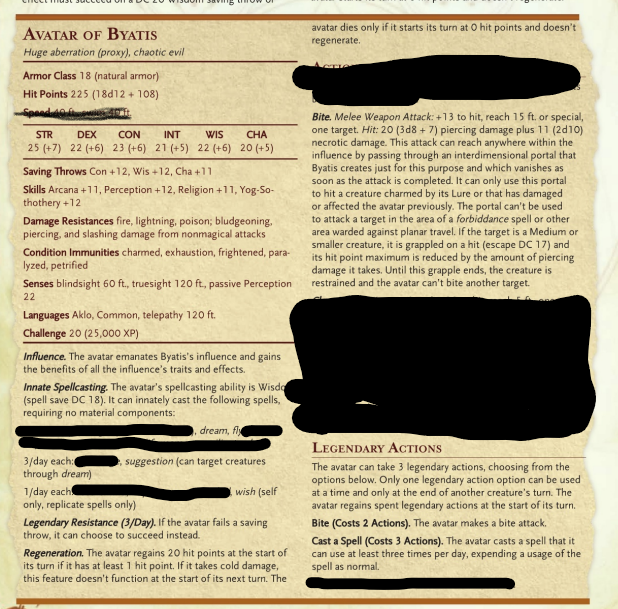 avatar dies only if it starts its turn at 0 hit points and doesn't
regenerate.
AVATAR OF BYATIS
Huge aberration (proxy), chaotic evil
Armor Class 18 (natural armor)
Hit Points 225 (18d12 + 108)
Speed 40 ft.
STR DEX CON INT WIS CHA
25 (+7) 22 (+6) 23 (+6) 21 (+5) 22 (+6) 20 (+5)
Saving Throws Con +12, Wis +12, Cha +11
Skills Arcana +11, Perception +12, Religion +11, Yog-So-
thothery +12
Damage Resistances fire, lightning, poison; bludgeoning,
piercing, and slashing damage from nonmagical attacks
Condition Immunities charmed, exhaustion, frightened, para-
lyzed, petrified
Senses blindsight 60 ft., truesight 120 ft., passive Perception
22
Languages Aklo, Common, telepathy 120 ft.
Challenge 20 (25,000 XP)
Influence. The avatar emanates Byatis's influence and gains
the benefits of all the influence's traits and effects.
Innate Spellcasting. The avatar's spellcasting ability is
(spell save DC 18). It can innately cast the following spells,
requiring no material components:
, dream, fly
3/day each: suggestion (can target creatures
through dream)
1/day each: wish (self
only, replicate spells only)
Legendary Resistance (3/Day). If the avatar fails a saving
throw, it can choose to succeed instead.
Regeneration. The avatar regains 20 hit points at the start of
its turn if it has at least 1 hit point. If it takes cold damage,
this feature doesn't function at the start of its next turn. The
Bite. Melee Weapon Attack: +13 to hit, reach 15 ft. or special,
one target. Hit: 20 (3d8 + 7) piercing damage plus 11 (2d10)
necrotic damage. This attack can reach anywhere within the
influence by passing through an interdimensional portal that
Byatis creates just for this purpose and which vanishes as
soon as the attack is completed. It can only use this portal
to hit a creature charmed by its Lure or that has damaged
or affected the avatar previously. The portal can't be used
to attack a target in the area of a forbiddance spell or other
area warded against planar travel. If the target is a Medium or
smaller creature, it is grappled on a hit (escape DC 17) and
its hit point maximum is reduced by the amount of piercing
damage it takes. Until this grapple ends, the creature is
restrained and the avatar can't bite another target.
LEGENDARY ACTIONS
The avatar can take 3 legendary actions, choosing from the
options below. Only one legendary action option can be used
at a time and only at the end of another creature's turn. The
avatar regains spent legendary actions at the start of its turn.
Bite (Costs 2 Actions). The avatar makes a bite attack.
Cast a Spell (Costs 3 Actions). The avatar casts a spell that it
can use at least three times per day, expending a usage of the
spell as normal.